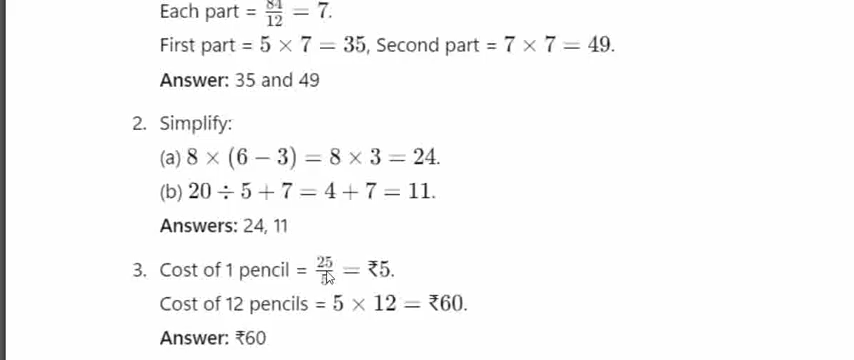 Each part = 84/12 = 7.
First part = 5 × 7 = 35, Second part = 7 × 7 = 49.
Answer: 35 and 49
2. Simplify:
(a) 8 × (6 − 3) = 8 × 3 = 24.
(b) 20 ÷ 5 + 7 = 4 + 7 = 11.
Answers: 24, 11
3. Cost of 1 pencil = 25/5 = ₹5.
Cost of 12 pencils = 5 × 12 = ₹60.
Answer: ₹60